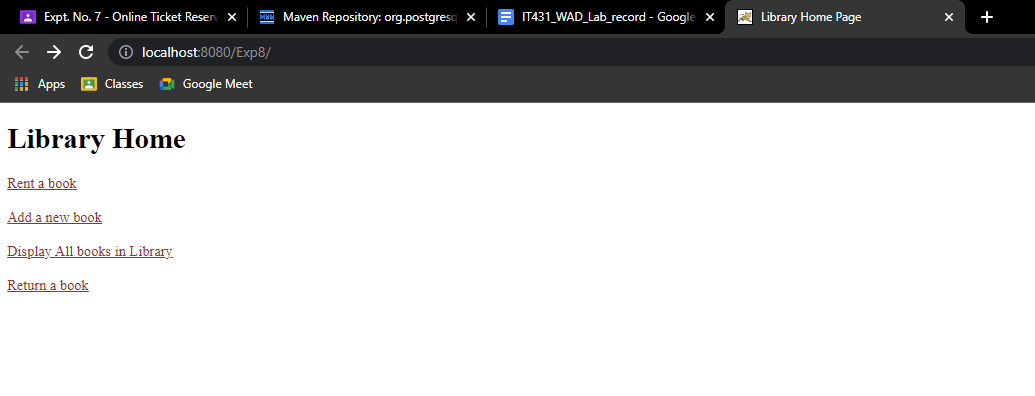 Expt. No. 7 - Online Ticket Reserv
Maven Repository: org.postgresq
IT431_WAD_Lab_record - Google
Library Home Page
localhost:8080/Exp8/
Apps
Classes
Google Meet
Library Home
Rent a book
Add a new book
Display All books in Library
Return a book